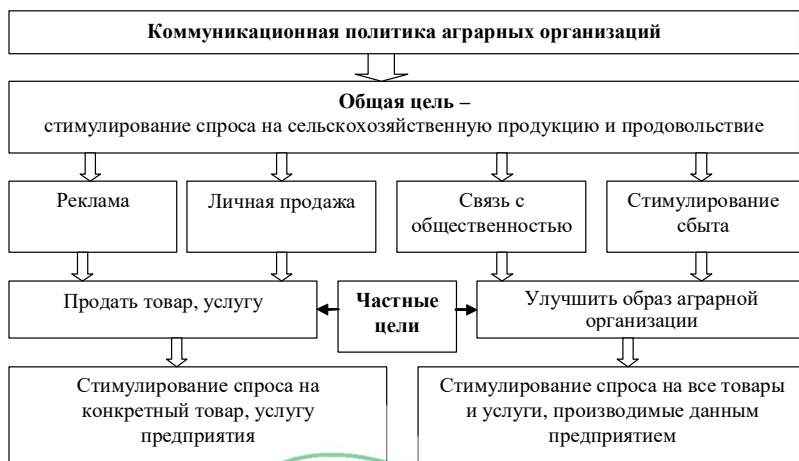 Коммуникационная политика аграрных организаций
Общая цель –
стимулирование спроса на сельскохозяйственную продукцию и продовольствие
Реклама
Личная продажа
Связь с
общественностью
Стимулирование
сбыта
Продать товар, услугу
Частные
цели
Улучшить образ аграрной
организации
Стимулирование спроса на
конкретный товар, услугу
предприятия
Стимулирование спроса на все товары
и услуги, производимые данным
предприятием